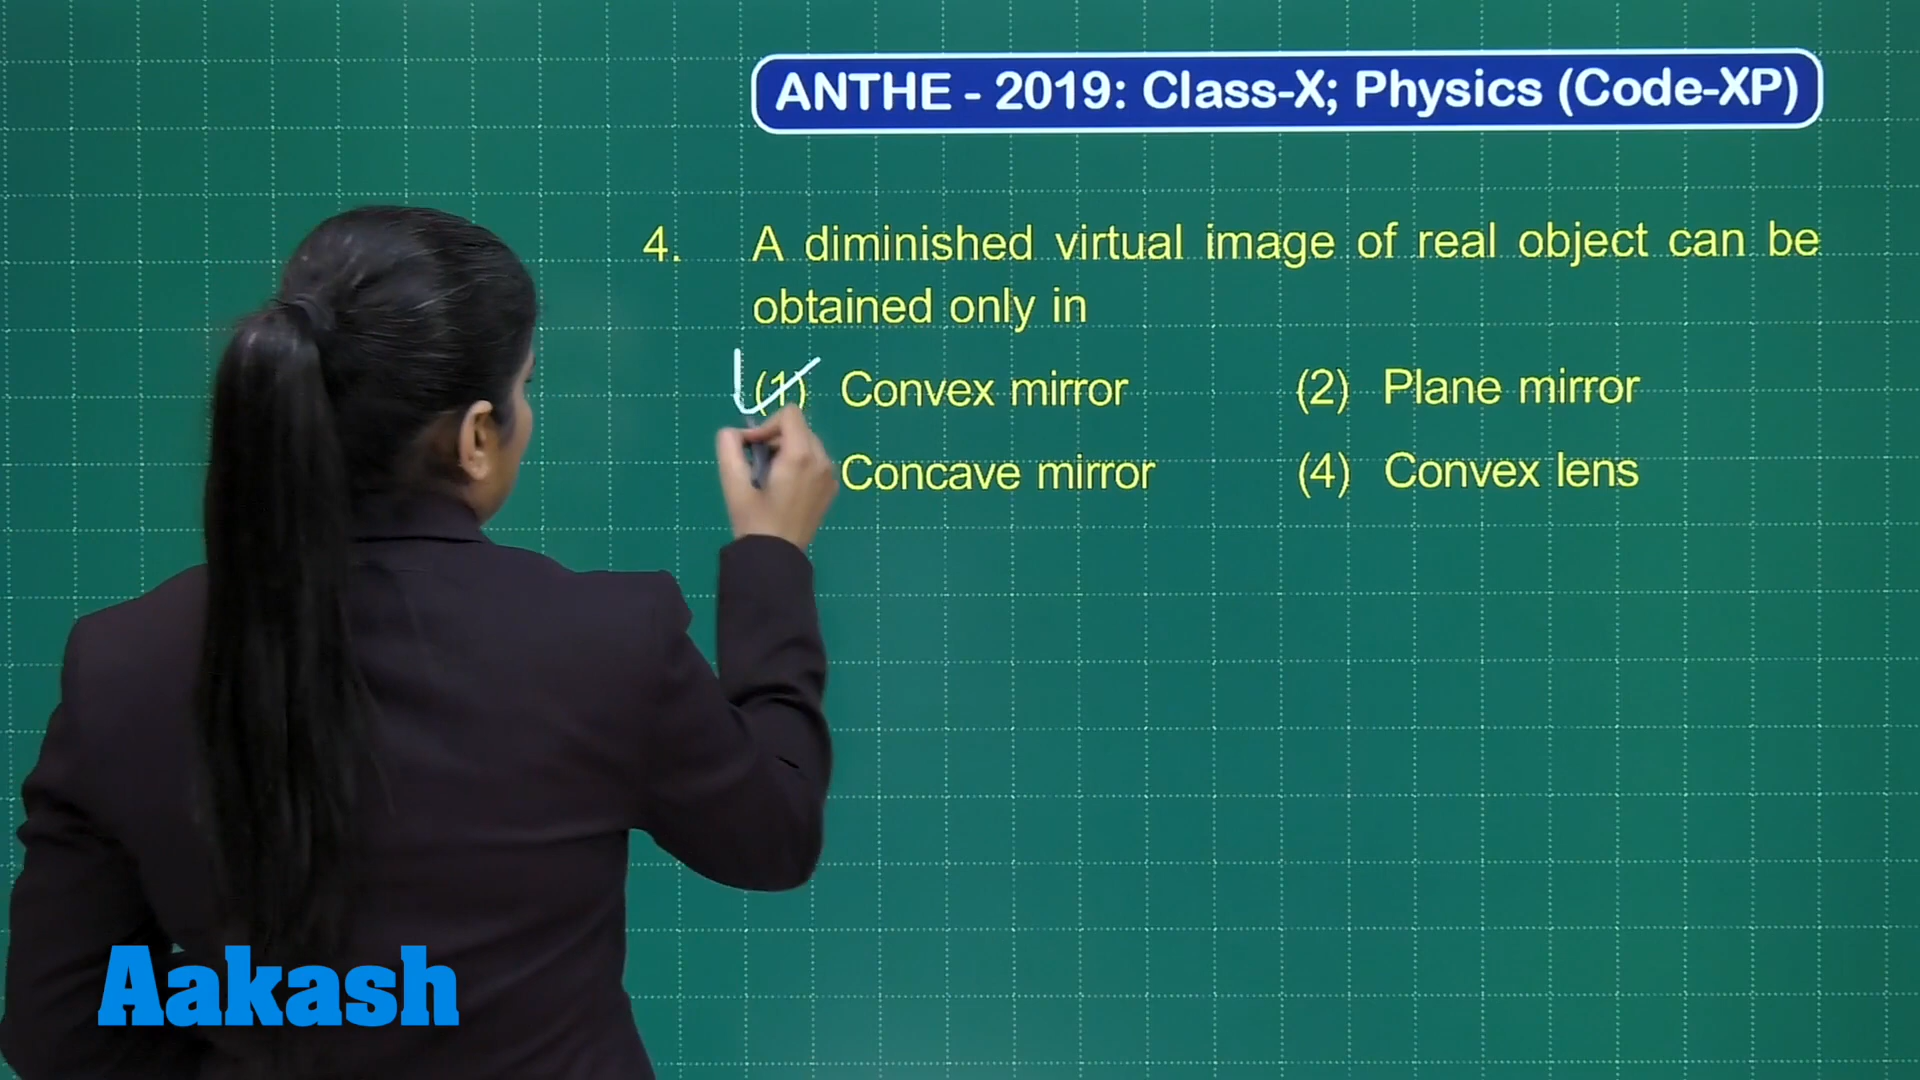 ANTHE - 2019: Class-X; Physics (Code-XP)
4. A diminished virtual image of real object can be
obtained only in
(1) Convex mirror (2) Plane mirror
Concave mirror (4) Convex lens
Aakash